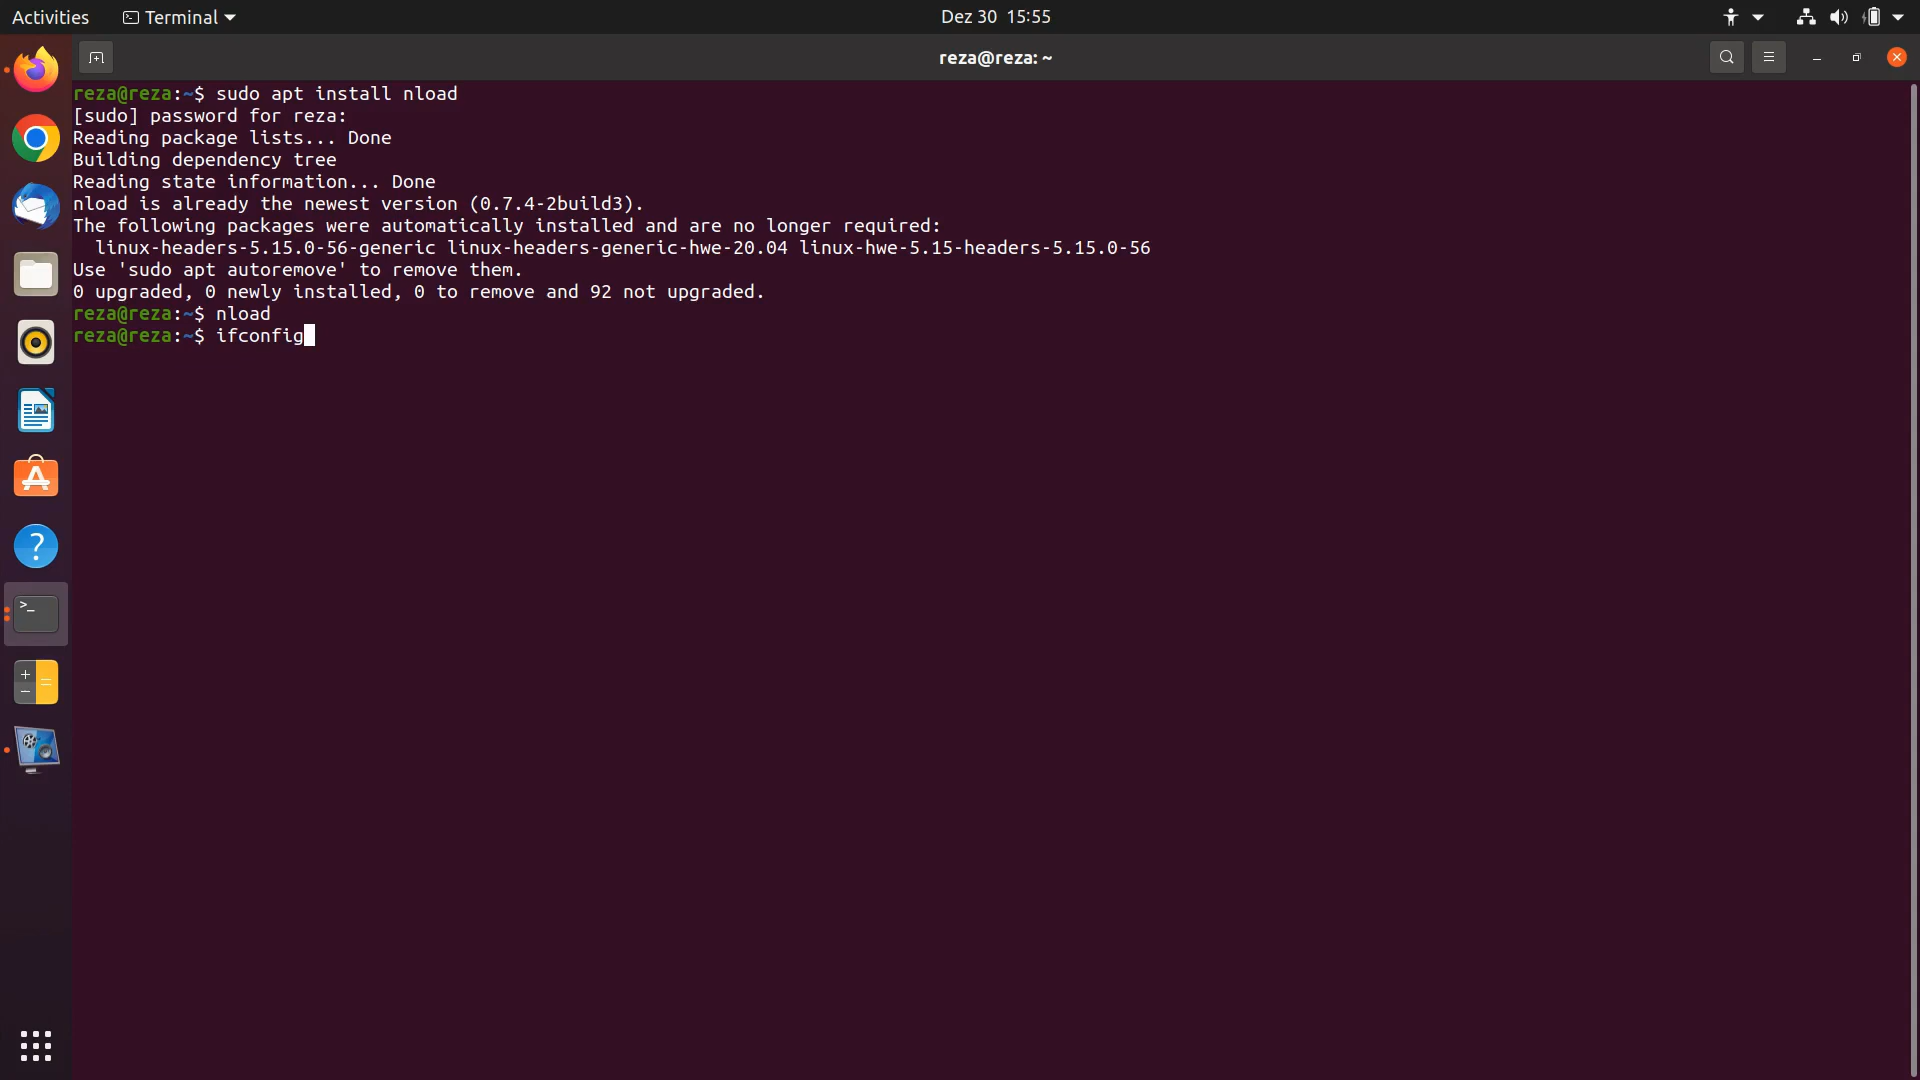 Activities Terminal Dez 30 15:55
reza@reza: ~
reza@reza:~$ sudo apt install nload
[sudo] password for reza:
Reading package lists... Done
Building dependency tree
Reading state information... Done
nload is already the newest version (0.7.4-2build3).
The following packages were automatically installed and are no longer required:
  linux-headers-5.15.0-56-generic linux-headers-generic-hwe-20.04 linux-hwe-5.15-headers-5.15.0-56
Use 'sudo apt autoremove' to remove them.
0 upgraded, 0 newly installed, 0 to remove and 92 not upgraded.
reza@reza:~$ nload
reza@reza:~$ ifconfig